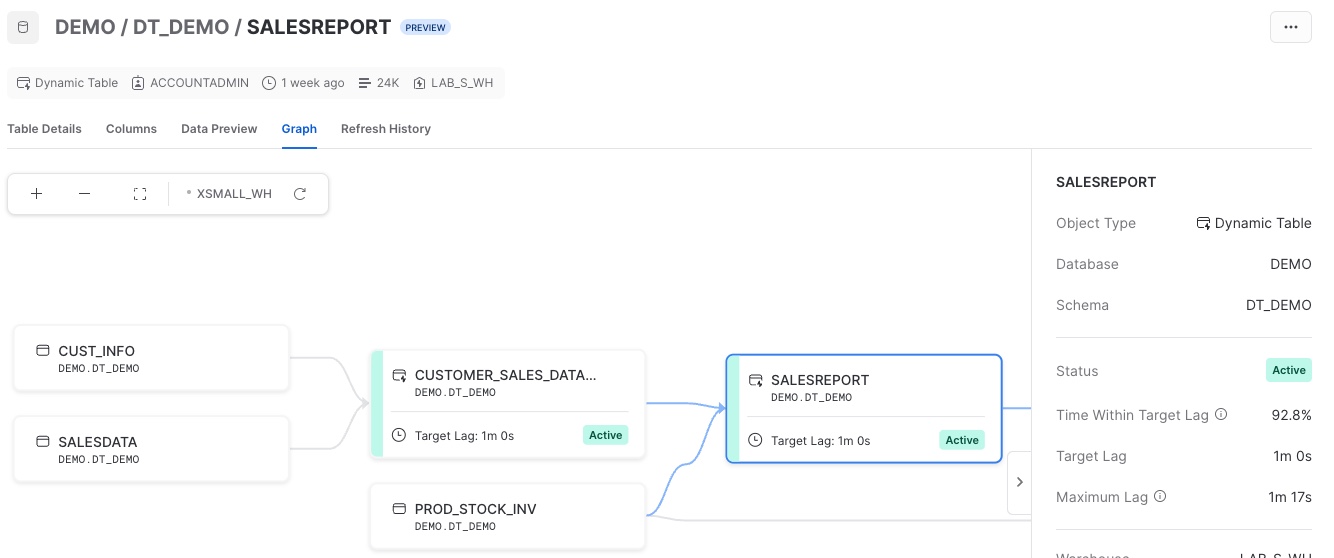 DEMO / DT_DEMO / SALESREPORT PREVIEW
Dynamic Table ACCOUNTADMIN 1 week ago 24K LAB_S_WH
Table Details Columns Data Preview Graph Refresh History
XSMALL_WH
CUST_INFO
DEMO.DT_DEMO
SALESDATA
DEMO.DT_DEMO
CUSTOMER_SALES_DATA...
DEMO.DT_DEMO
Target Lag: 1m 0s Active
PROD_STOCK_INV
DEMO.DT_DEMO
SALESREPORT
DEMO.DT_DEMO
Target Lag: 1m 0s Active
SALESREPORT
Object Type Dynamic Table
Database DEMO
Schema DT_DEMO
Status Active
Time Within Target Lag 92.8%
Target Lag 1m 0s
Maximum Lag 1m 17s
Warehouse LAB_S_WH